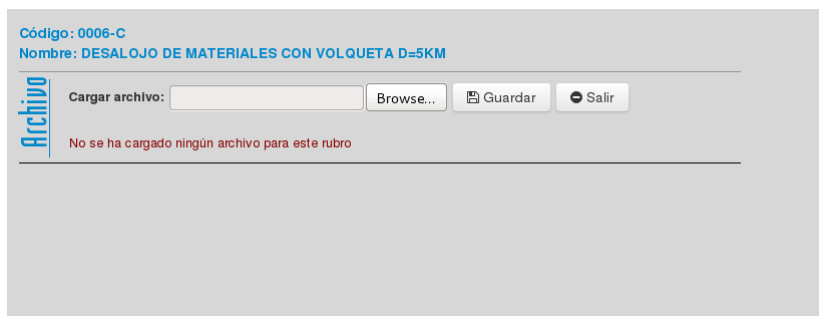 Código: 0006-C
Nombre: DESALOJO DE MATERIALES CON VOLQUETA D=5KM
Archivo
Cargar archivo: Browse... Guardar Salir
No se ha cargado ningún archivo para este rubro